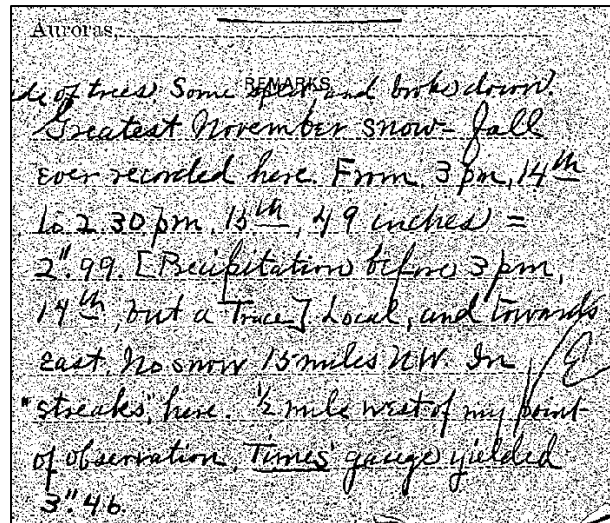 Auroras,
REMARKS
ide of trees Some and broke down.
Greatest November snow-fall
ever recorded here. From, 3 pm, 14th
to 2.30 pm, 15th, 49 inches =
2".99. [Precipitation before 3 pm,
14th, but a Trace]. Local, and towards
east. No snow 15 miles NW. In
"streaks", here. 1/2 mile west of my point
of observation, Times' gauge yielded
3".46.